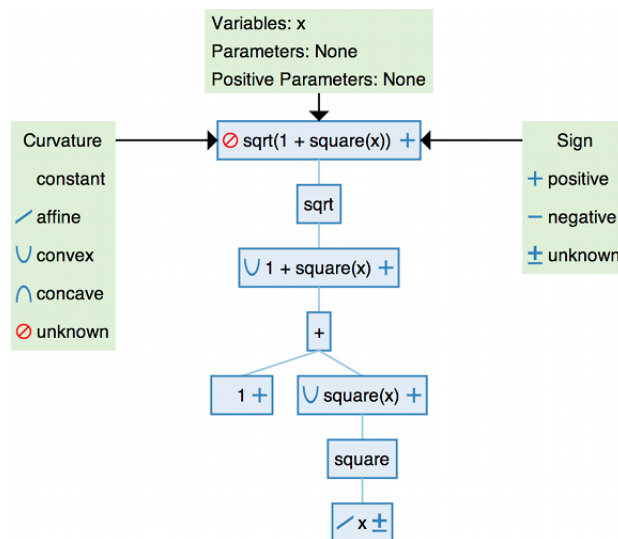 Variables: x
Parameters: None
Positive Parameters: None
Curvature
constant
affine
convex
concave
unknown
sqrt(1 + square(x)) +
Sign
+ positive
− negative
± unknown
sqrt
1 + square(x) +
+
1 +
square(x) +
square
x ±